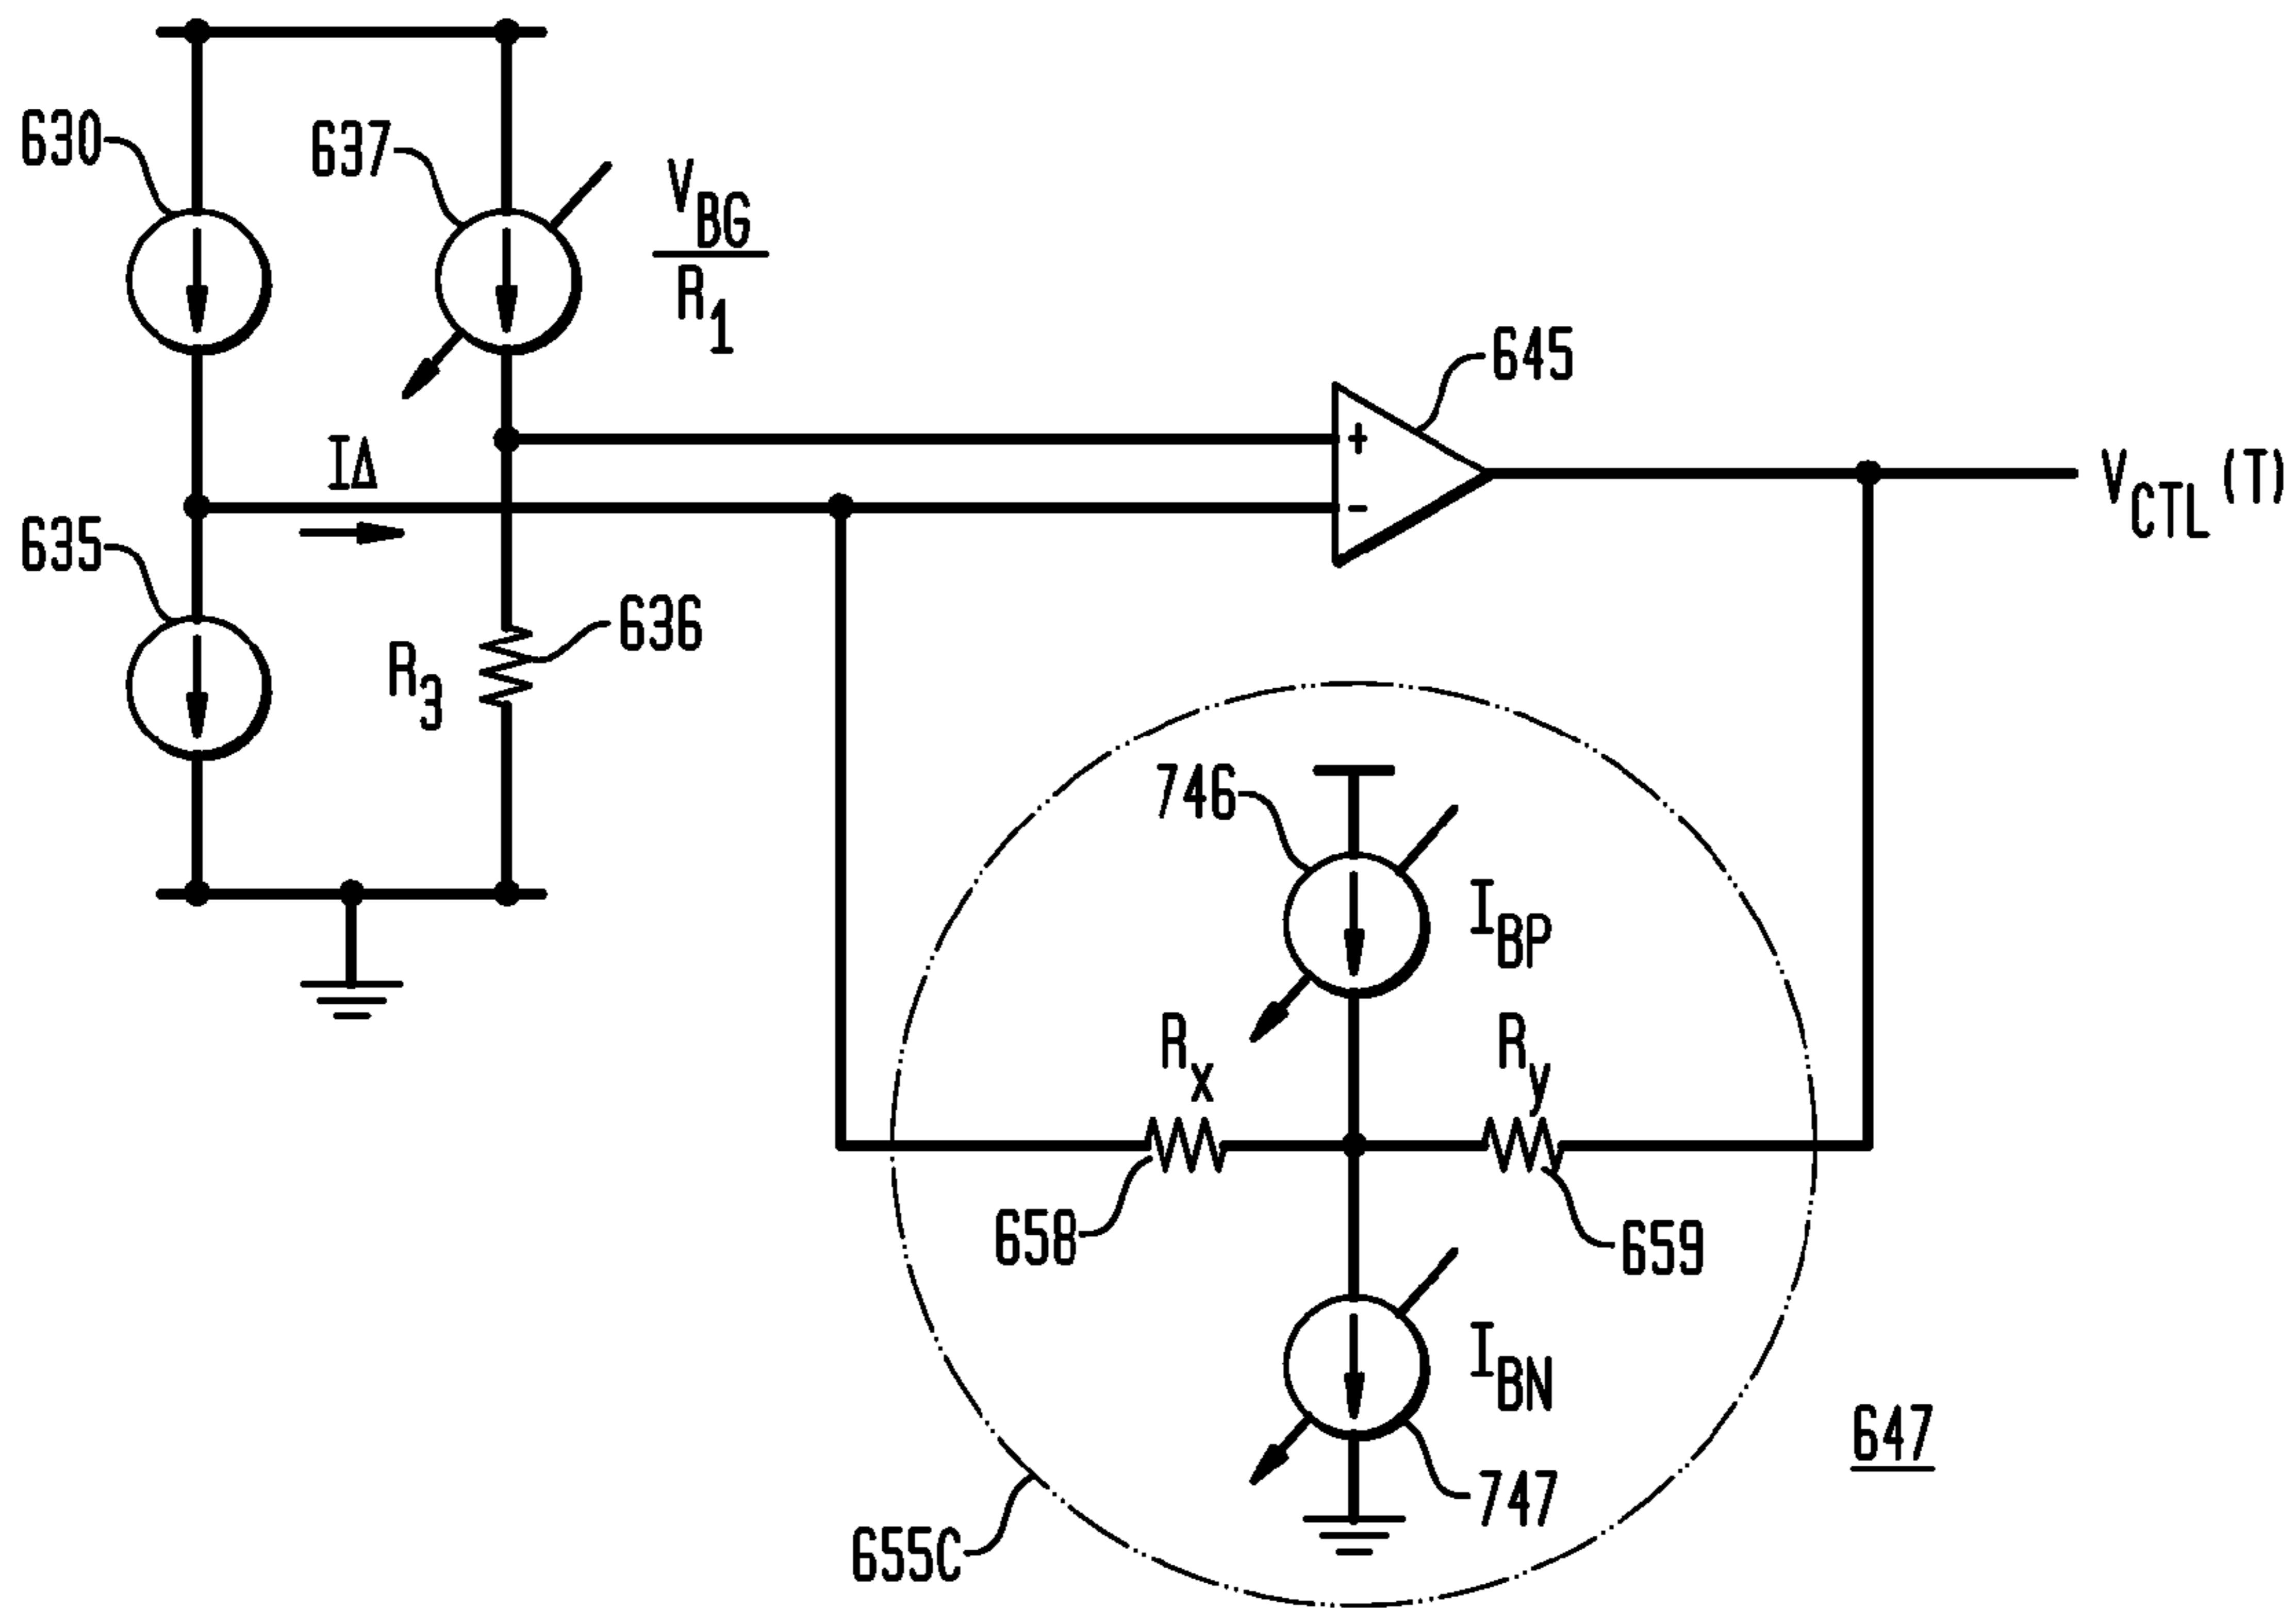 630
637
V_BG
R_1
645
IΔ
V_CTL (T)
635
R_3
636
746
I_BP
R_x
R_y
658
659
I_BN
747
647
655C
+
-